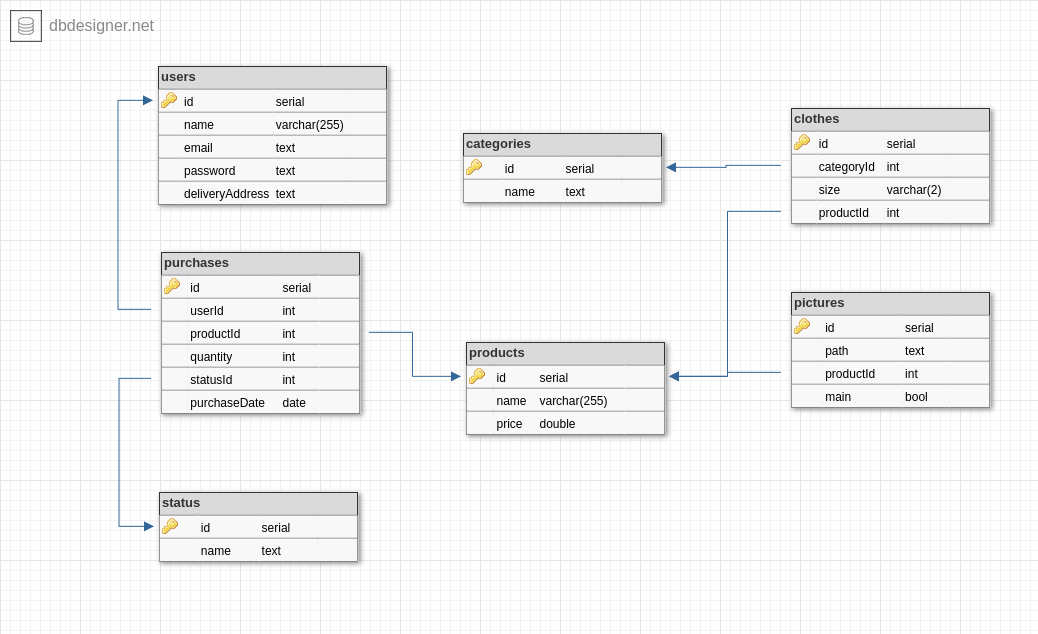 dbdesigner.net
users
id serial
name varchar(255)
email text
password text
deliveryAddress text
categories
id serial
name text
clothes
id serial
categoryId int
size varchar(2)
productId int
purchases
id serial
userId int
productId int
quantity int
statusId int
purchaseDate date
products
id serial
name varchar(255)
price double
pictures
id serial
path text
productId int
main bool
status
id serial
name text